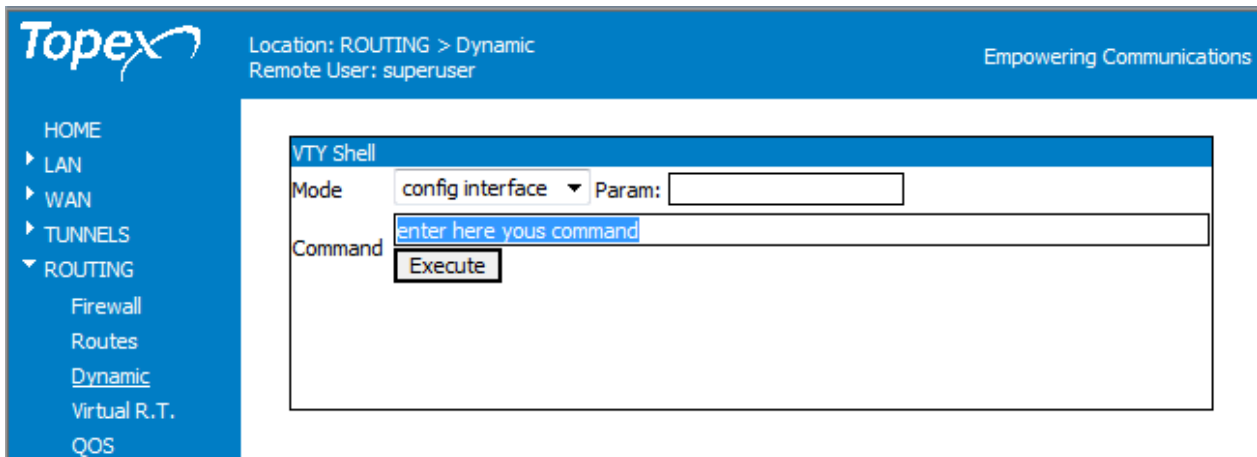 Topex
Location: ROUTING > Dynamic
Remote User: superuser
Empowering Communications
HOME
LAN
WAN
TUNNELS
ROUTING
Firewall
Routes
Dynamic
Virtual R.T.
QOS
VTY Shell
Mode config interface Param:
Command enter here yous command
Execute